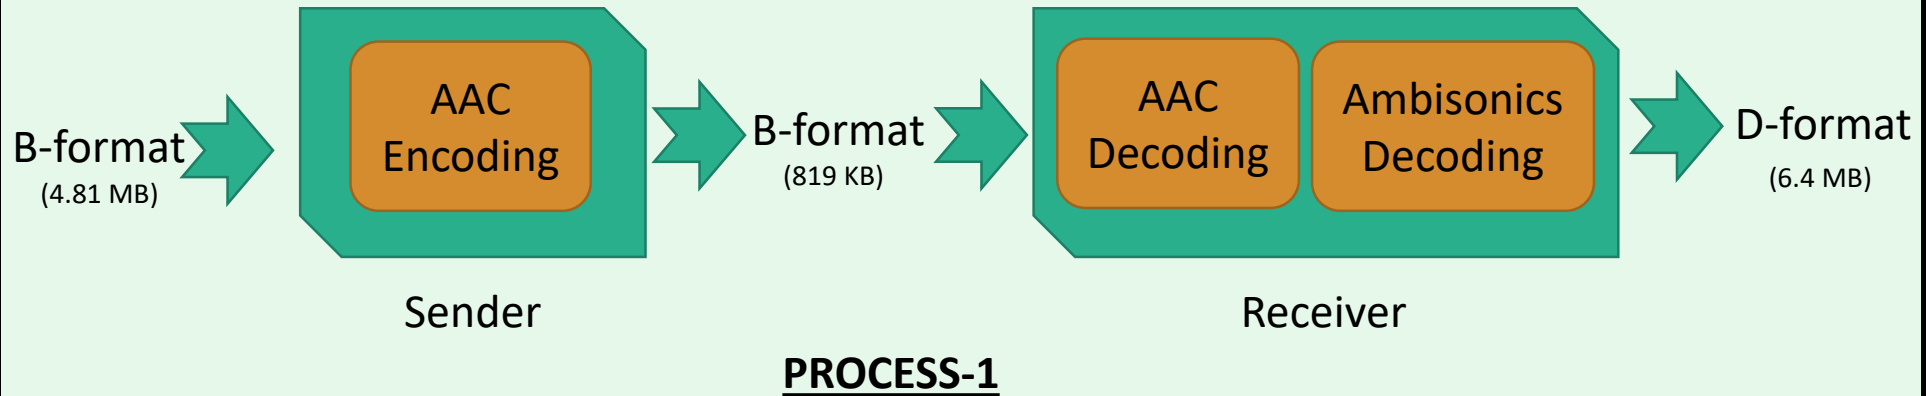 B-format
(4.81 MB)
AAC
Encoding
Sender
B-format
(819 KB)
AAC
Decoding
Ambisonics
Decoding
Receiver
D-format
(6.4 MB)
PROCESS-1